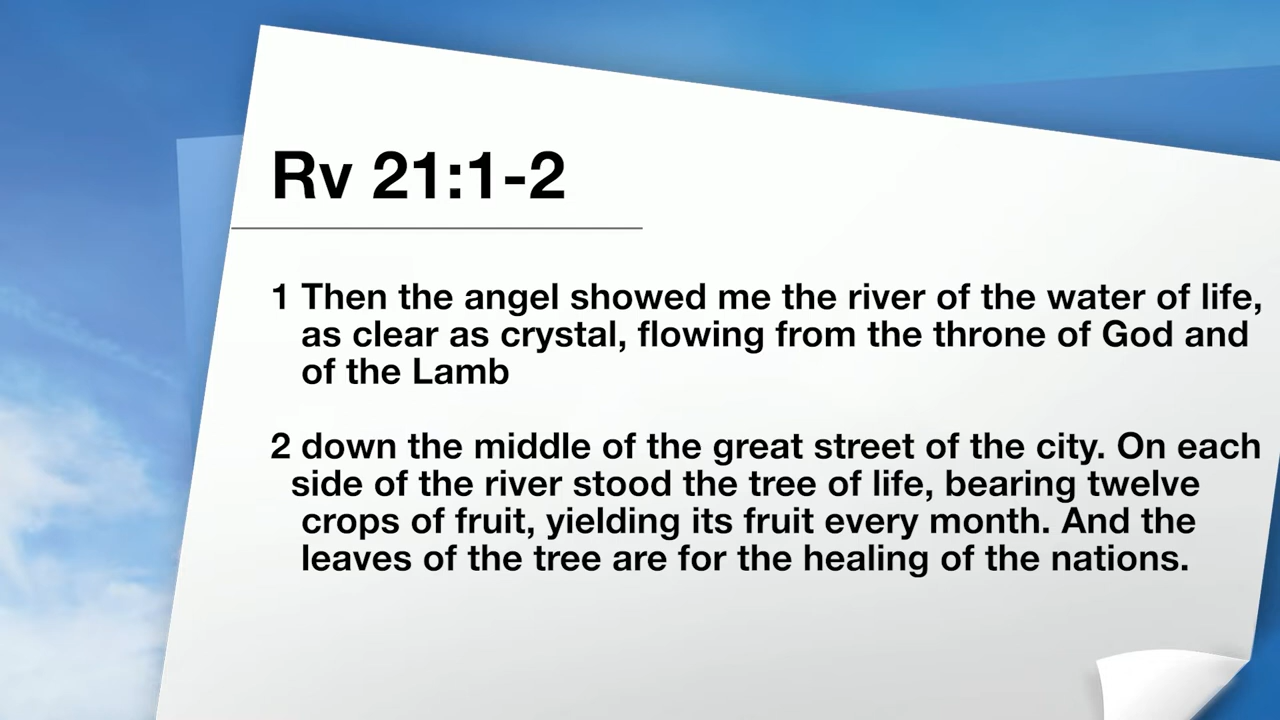 Rv 21:1-2
1 Then the angel showed me the river of the water of life,
as clear as crystal, flowing from the throne of God and
of the Lamb
2 down the middle of the great street of the city. On each
side of the river stood the tree of life, bearing twelve
crops of fruit, yielding its fruit every month. And the
leaves of the tree are for the healing of the nations.